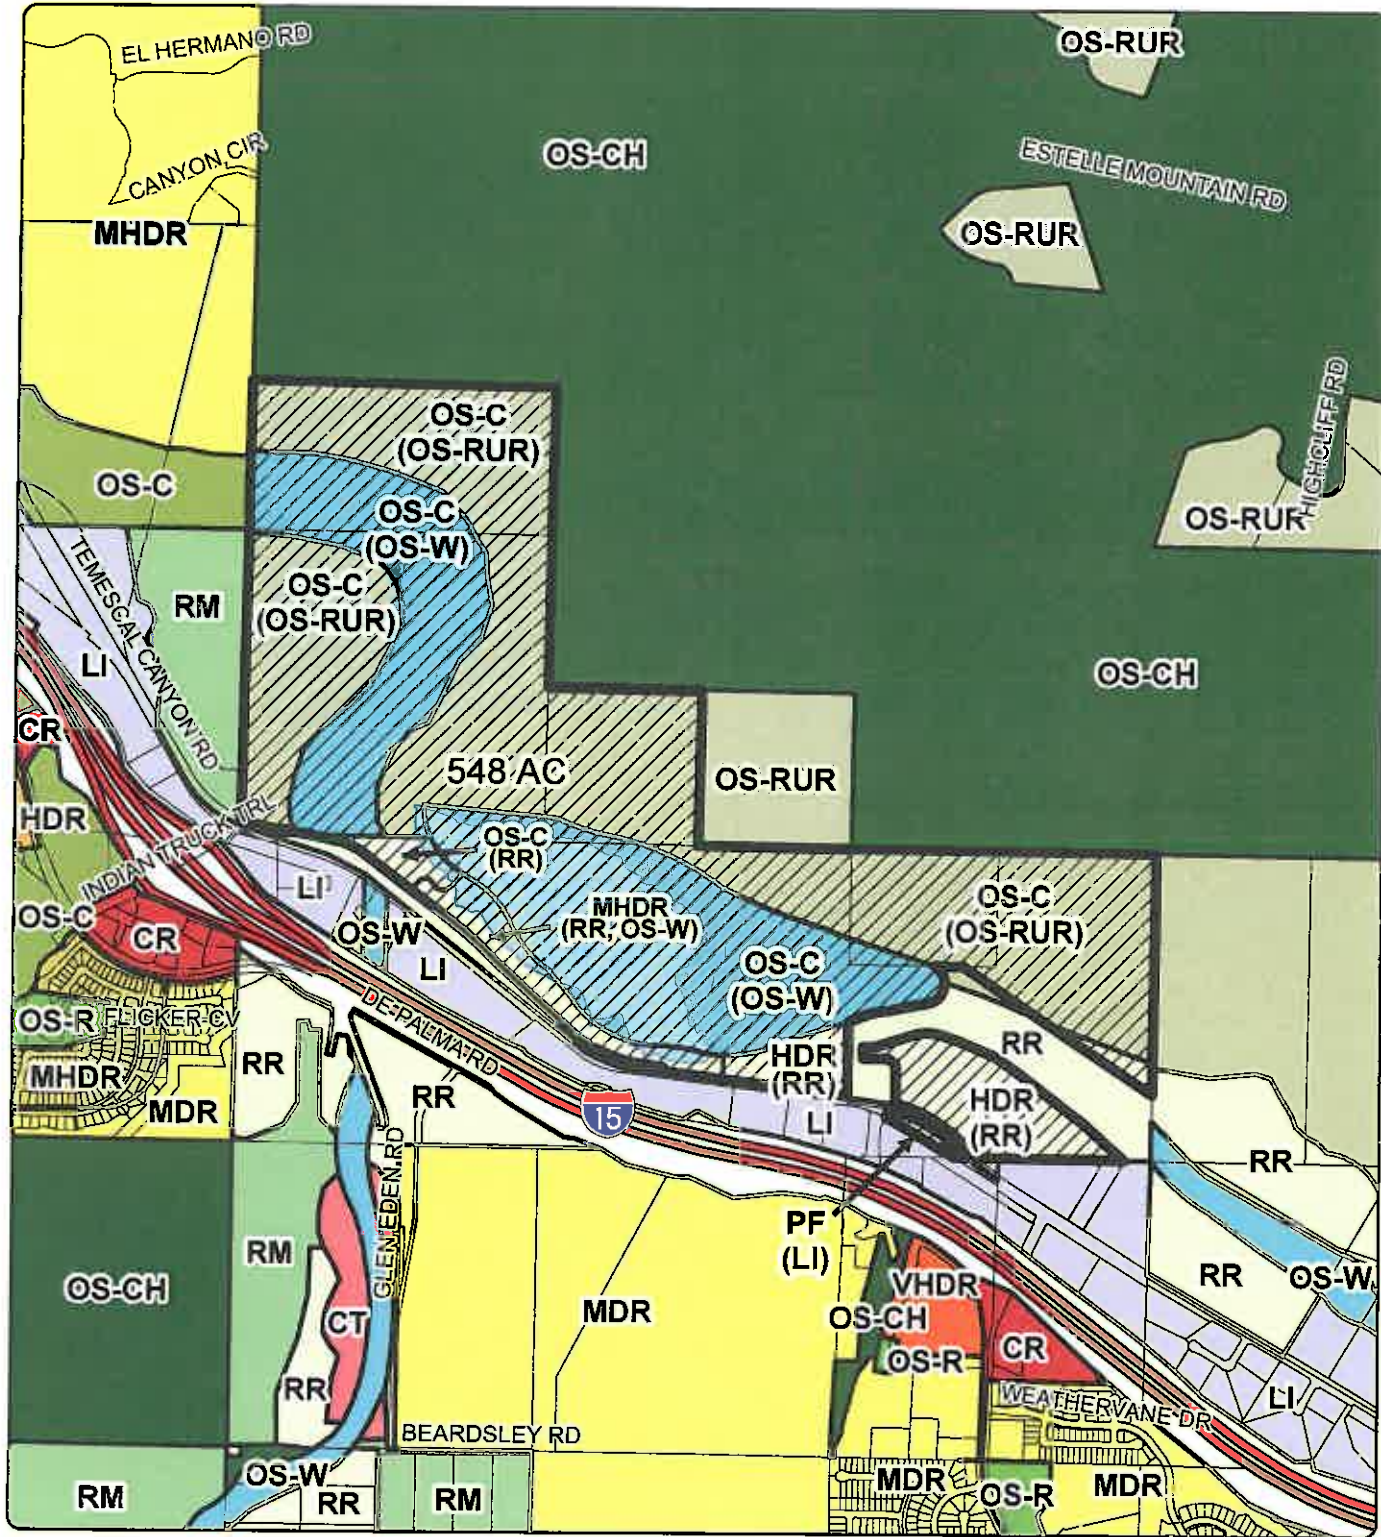 EL HERMANO RD
OS-RUR
OS-CH
ESTELLE MOUNTAIN RD
CANYON CIR
MHDR
OS-RUR
HIGHCLIFF RD
OS-C
(OS-RUR)
OS-C
OS-C
(OS-W)
OS-RUR
TEMESCAL CANYON RD
RM
OS-C
(OS-RUR)
LI
OS-CH
CR
548 AC
OS-RUR
HDR
INDIAN TRUCK TRL
OS-C
(RR)
LI
OS-C
CR
OS-W
LI
MHDR
(RR, OS-W)
OS-C
(OS-RUR)
OS-C
(OS-W)
OS-R
FLICKER CV
DE PALMA RD
RR
MHDR
MDR
RR
RR
HDR
(RR)
15
LI
HDR
(RR)
RR
GLEN EDEN RD
PF
(LI)
RM
OS-CH
CT
MDR
VHDR
OS-CH
OS-R
CR
RR
OS-W
RR
WEATHERVANE DR
LI
BEARDSLEY RD
OS-W
RM
RR
RM
MDR
OS-R
MDR